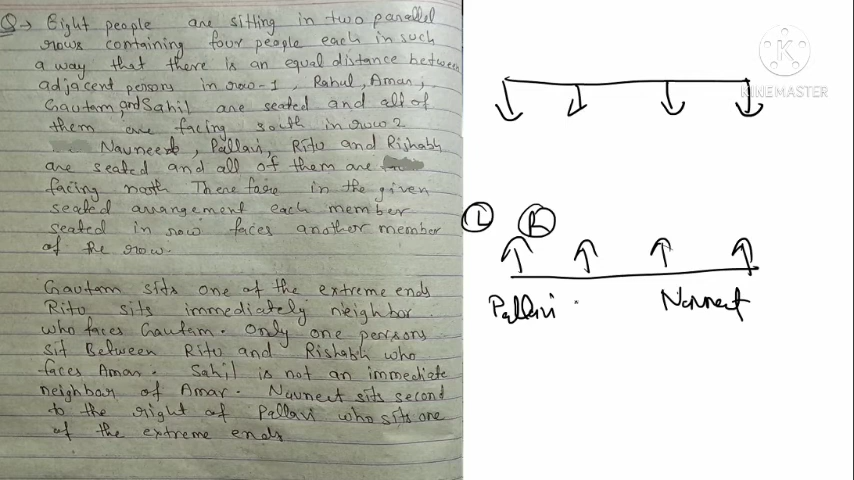 Q→ Eight people are sitting in two parallel
rows containing four people each in such
a way that there is an equal distance between
adjacent persons in row-1, Rahul, Aman,
Gautam, and Sahil are seated and all of
them are facing south in row 2
Navneet, Pallavi, Ritu and Rishabh
are seated and all of them are
facing north There fore in the given
seated arrangement each member
seated in row faces another member
of the row.
Gautam sits one of the extreme ends
Ritu sits immediately neighbor
who faces Gautam. Only one persons
sit Between Ritu and Rishabh who
faces Aman. Sahil is not an immediate
neighbar of Amar. Navneet sits second
to the right of Pallavi who sits one
of the extreme ends
K
KINEMASTER
L R
Pallavi Navneet